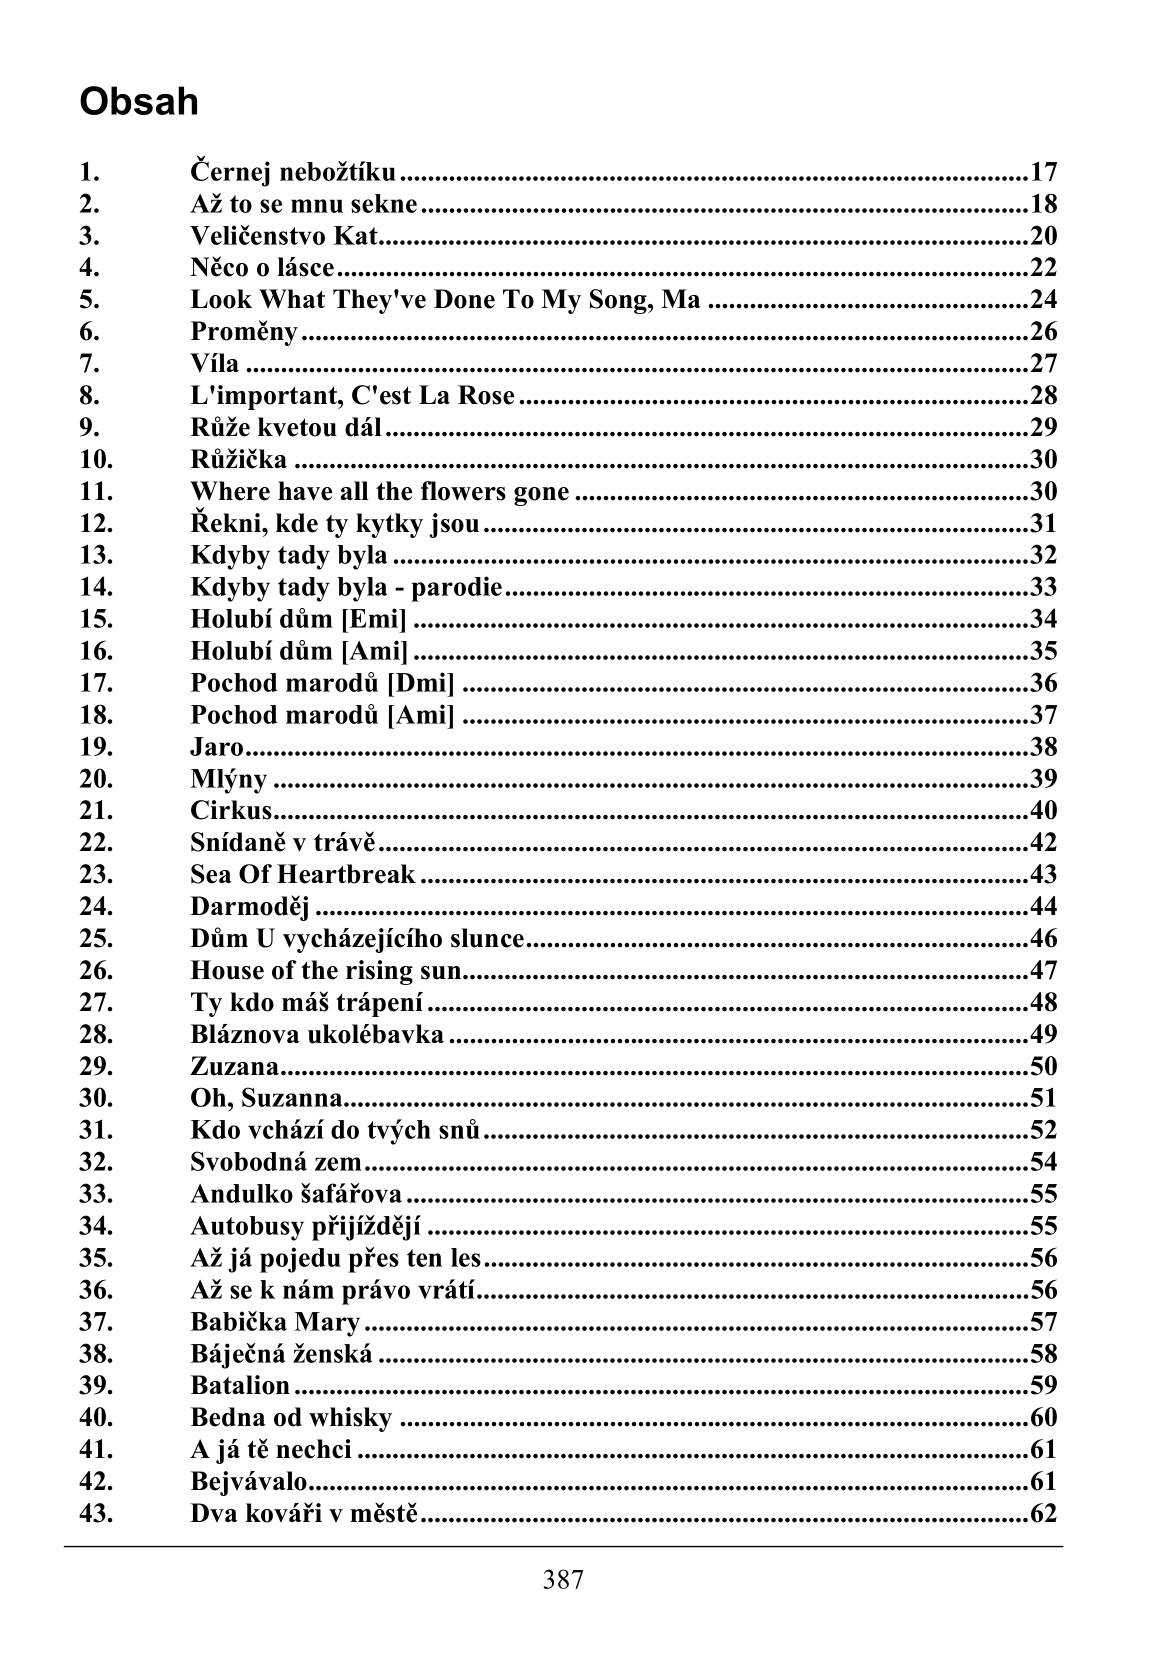 Obsah
1. Černej nebožtíku ..........17
2. Až to se mnu sekne ..........18
3. Veličenstvo Kat..........20
4. Něco o lásce..........22
5. Look What They've Done To My Song, Ma ..........24
6. Proměny ..........26
7. Víla ..........27
8. L'important, C'est La Rose ..........28
9. Růže kvetou dál ..........29
10. Růžička ..........30
11. Where have all the flowers gone ..........30
12. Řekni, kde ty kytky jsou ..........31
13. Kdyby tady byla ..........32
14. Kdyby tady byla - parodie..........33
15. Holubí dům [Emi] ..........34
16. Holubí dům [Ami] ..........35
17. Pochod marodů [Dmi] ..........36
18. Pochod marodů [Ami] ..........37
19. Jaro..........38
20. Mlýny ..........39
21. Cirkus..........40
22. Snídaně v trávě..........42
23. Sea Of Heartbreak ..........43
24. Darmoděj ..........44
25. Dům U vycházejícího slunce..........46
26. House of the rising sun..........47
27. Ty kdo máš trápení ..........48
28. Bláznova ukolébavka ..........49
29. Zuzana..........50
30. Oh, Suzanna..........51
31. Kdo vchází do tvých snů ..........52
32. Svobodná zem..........54
33. Andulko šafářova ..........55
34. Autobusy přijíždějí ..........55
35. Až já pojedu přes ten les..........56
36. Až se k nám právo vrátí..........56
37. Babička Mary ..........57
38. Báječná ženská ..........58
39. Batalion ..........59
40. Bedna od whisky ..........60
41. A já tě nechci ..........61
42. Bejvávalo..........61
43. Dva kováři v městě..........62
387